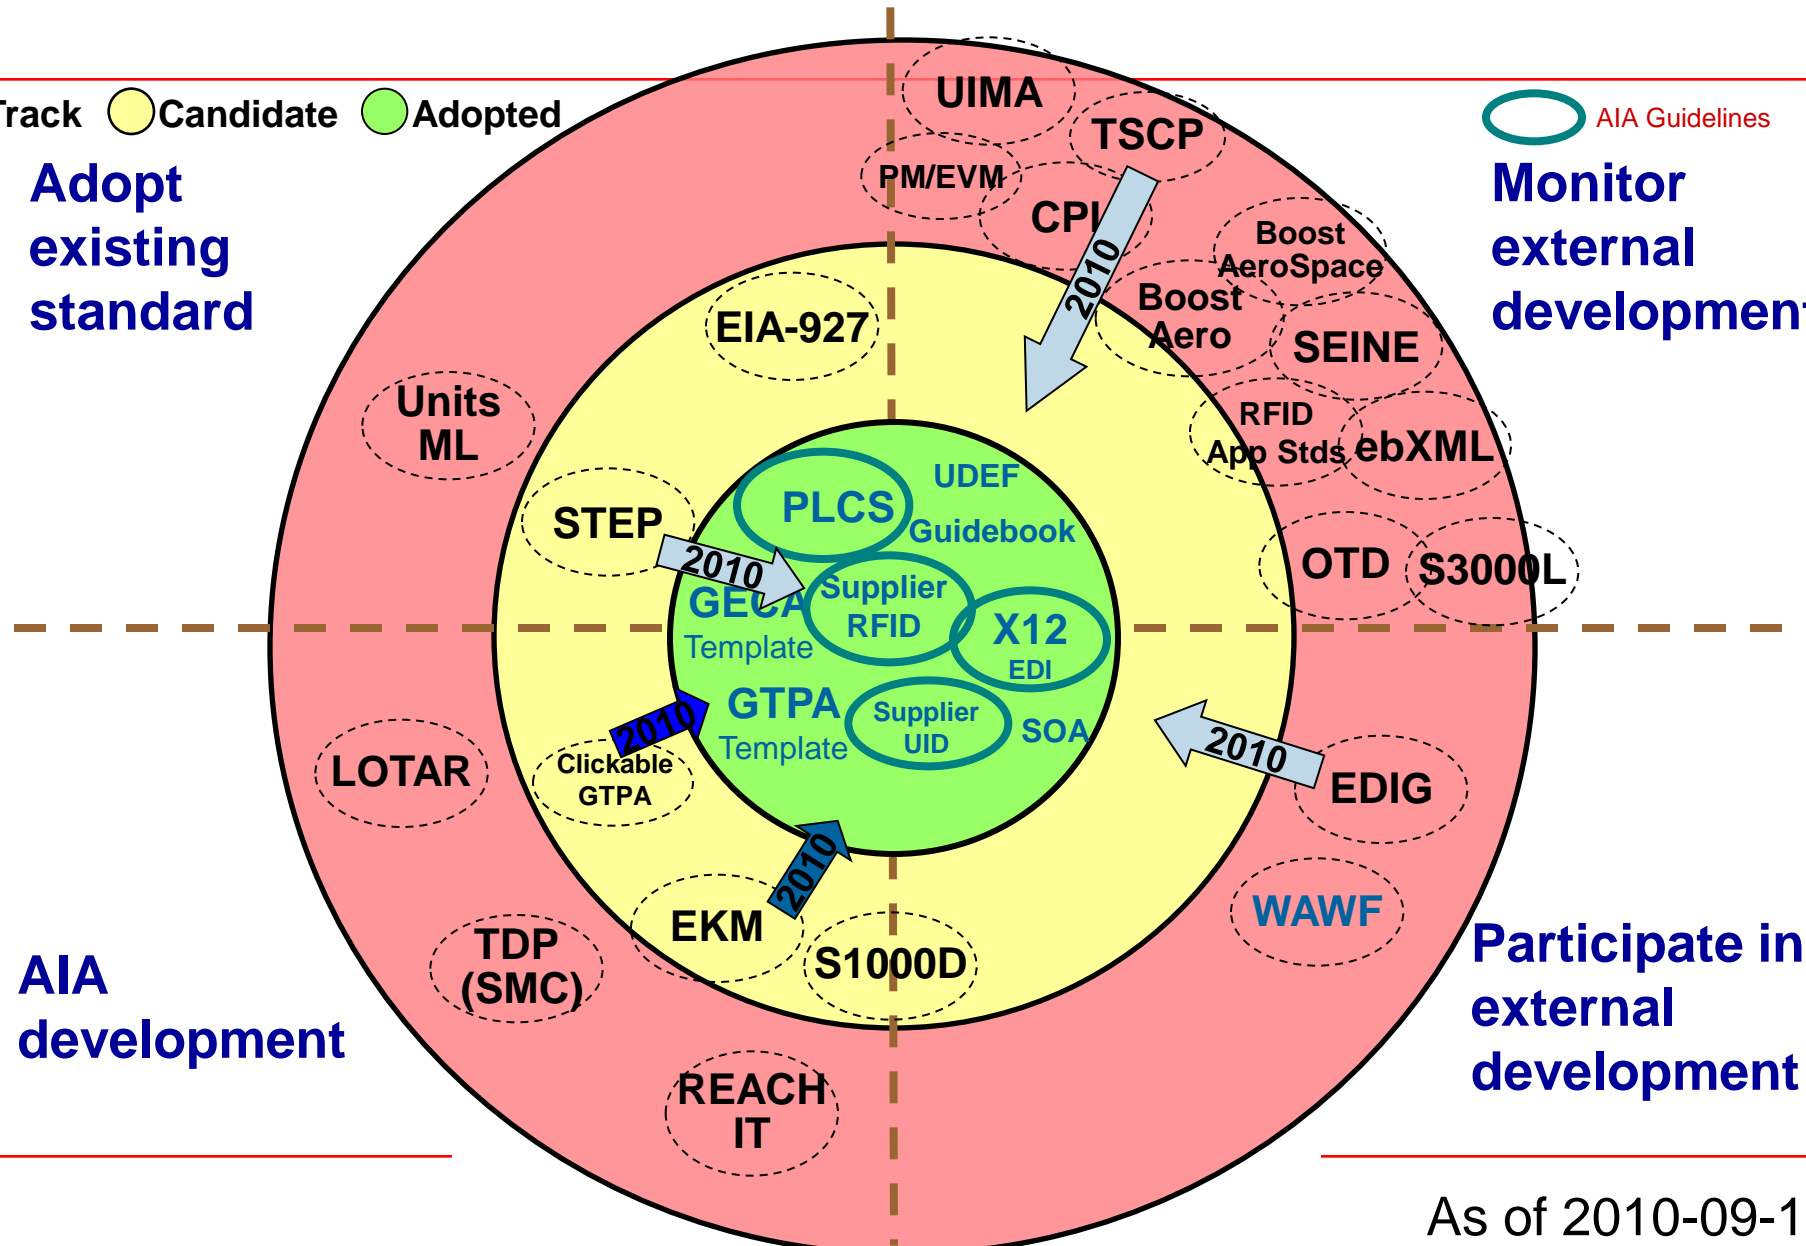 Track Candidate Adopted
AIA Guidelines
Adopt
existing
standard
Monitor
external
development
UIMA
TSCP
PM/EVM
CPI
2010
Boost
AeroSpace
Boost
Aero
SEINE
RFID
App Stds
ebXML
OTD
S3000L
EIA-927
Units
ML
STEP
2010
PLCS
UDEF
Guidebook
GECA
Template
Supplier
RFID
X12
EDI
GTPA
Template
Supplier
UID
SOA
2010
Clickable
GTPA
LOTAR
2010
EDIG
WAWF
2010
EKM
S1000D
TDP
(SMC)
REACH
IT
AIA
development
Participate in
external
development
As of 2010-09-1